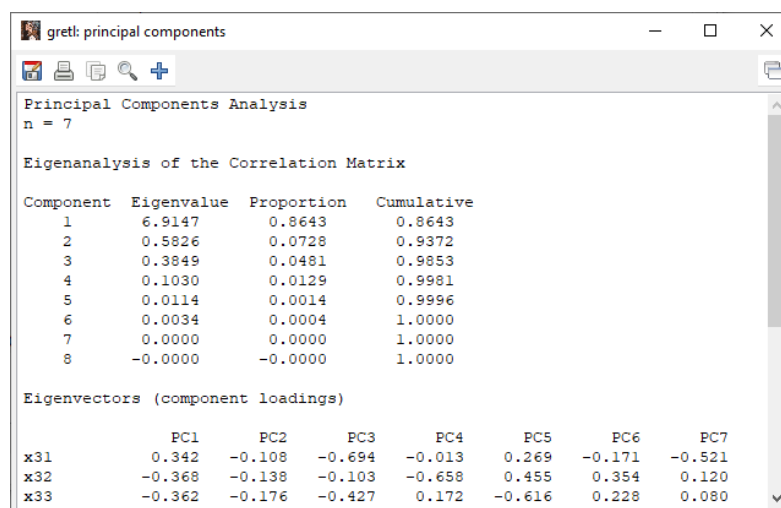 gretl: principal components
Principal Components Analysis
n = 7
Eigenanalysis of the Correlation Matrix
Component Eigenvalue Proportion Cumulative
1 6.9147 0.8643 0.8643
2 0.5826 0.0728 0.9372
3 0.3849 0.0481 0.9853
4 0.1030 0.0129 0.9981
5 0.0114 0.0014 0.9996
6 0.0034 0.0004 1.0000
7 0.0000 0.0000 1.0000
8 -0.0000 -0.0000 1.0000
Eigenvectors (component loadings)
PC1 PC2 PC3 PC4 PC5 PC6 PC7
x31 0.342 -0.108 -0.694 -0.013 0.269 -0.171 -0.521
x32 -0.368 -0.138 -0.103 -0.658 0.455 0.354 0.120
x33 -0.362 -0.176 -0.427 0.172 -0.616 0.228 0.080